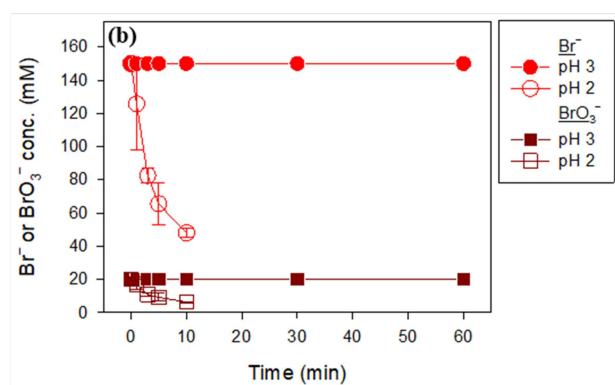 (b)
Br⁻ or BrO₃⁻ conc. (mM)
160
140
120
100
80
60
40
20
0
0 10 20 30 40 50 60
Time (min)
Br⁻
pH 3
pH 2
BrO₃⁻
pH 3
pH 2